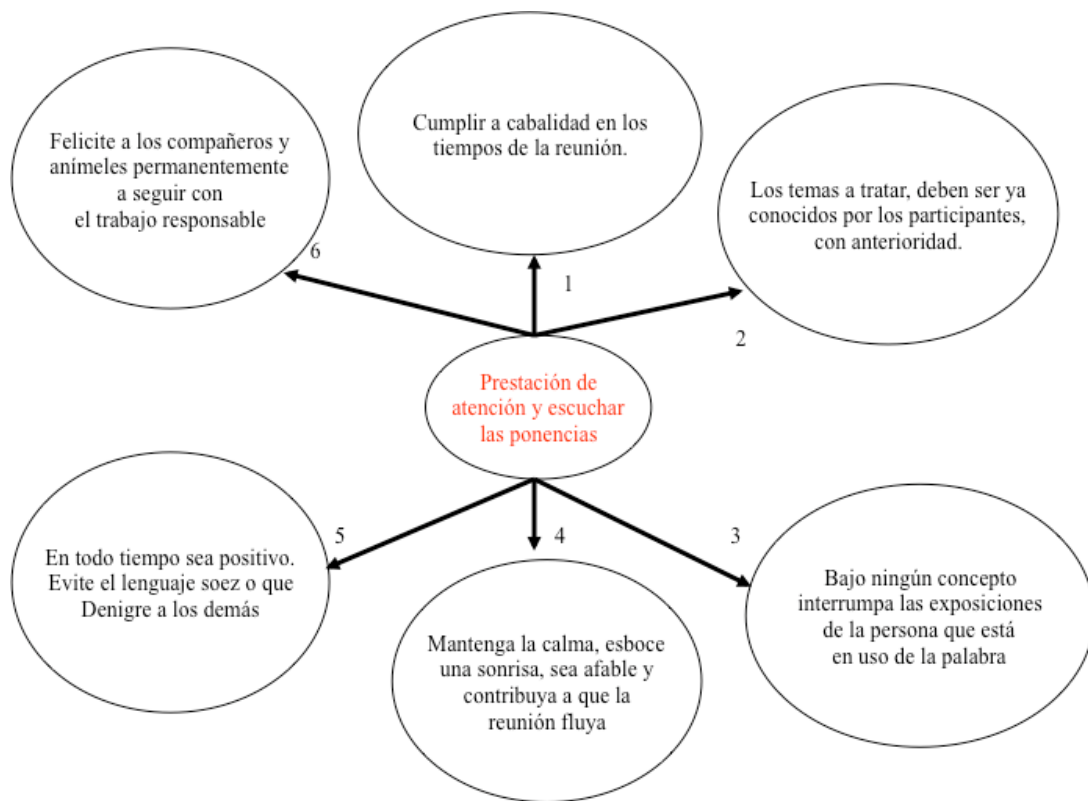 Prestación de
atención y escuchar
las ponencias
1
Cumplir a cabalidad en los
tiempos de la reunión.
2
Los temas a tratar, deben ser ya
conocidos por los participantes,
con anterioridad.
3
Bajo ningún concepto
interrumpa las exposiciones
de la persona que está
en uso de la palabra
4
Mantenga la calma, esboce
una sonrisa, sea afable y
contribuya a que la
reunión fluya
5
En todo tiempo sea positivo.
Evite el lenguaje soez o que
Denigre a los demás
6
Felicite a los compañeros y
anímeles permanentemente
a seguir con
el trabajo responsable